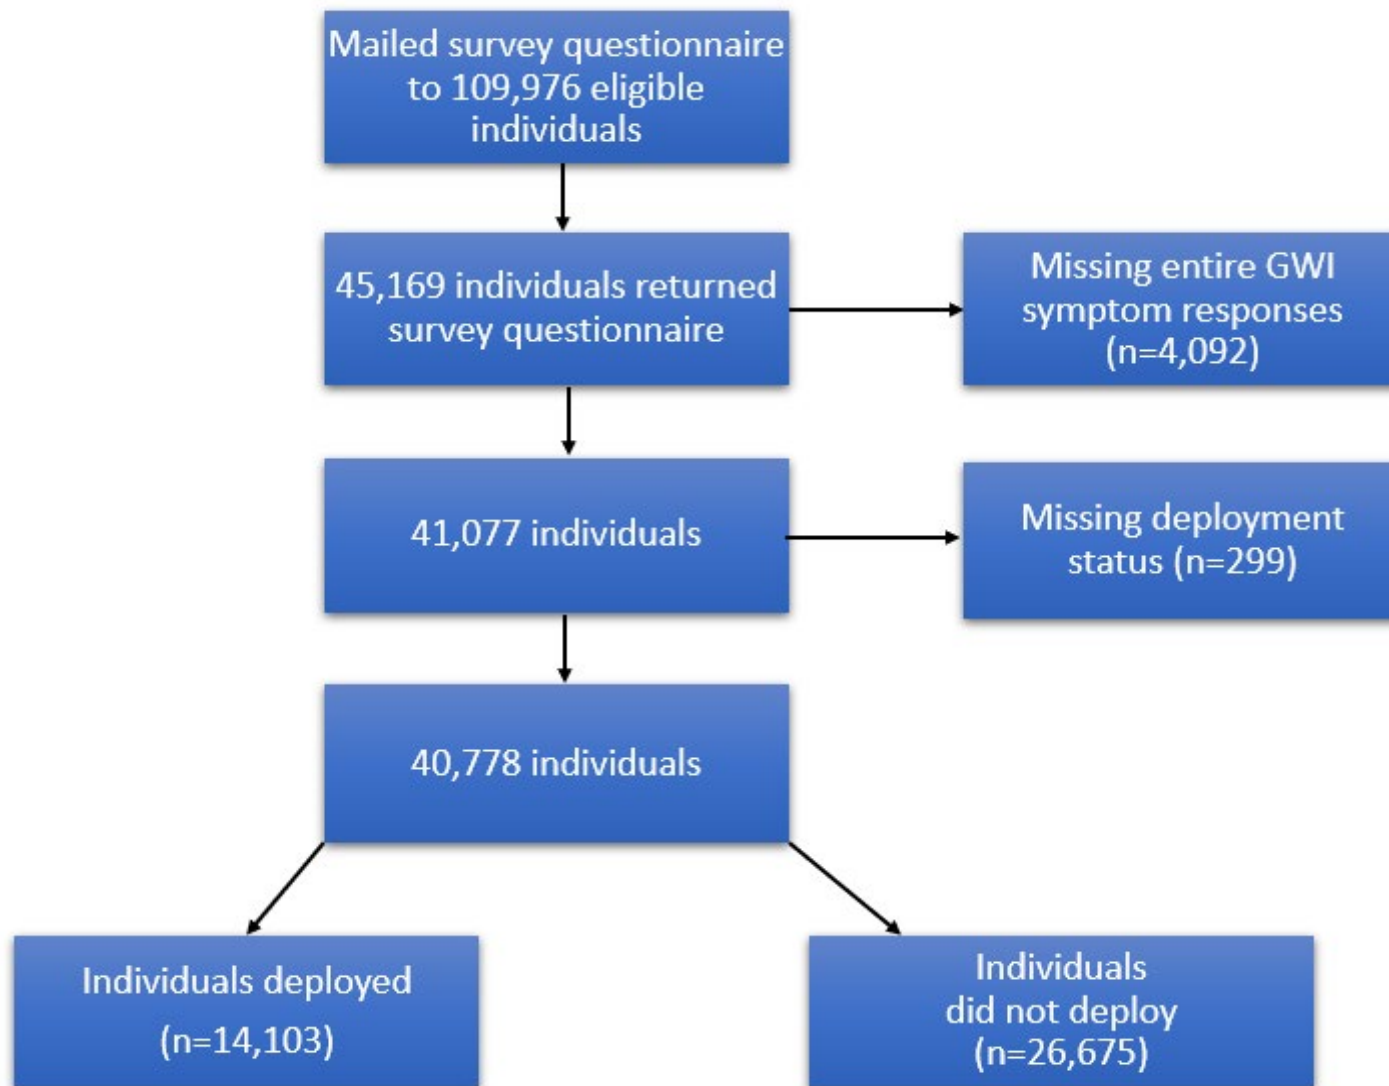 Mailed survey questionnaire
to 109,976 eligible
individuals
45,169 individuals returned
survey questionnaire
Missing entire GWI
symptom responses
(n=4,092)
41,077 individuals
Missing deployment
status (n=299)
40,778 individuals
Individuals deployed
(n=14,103)
Individuals
did not deploy
(n=26,675)